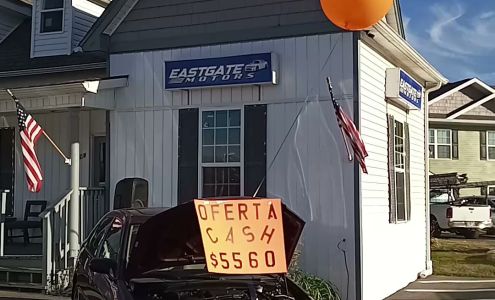 EASTGATE
MOTORS
OFERTA
CASH
$5560